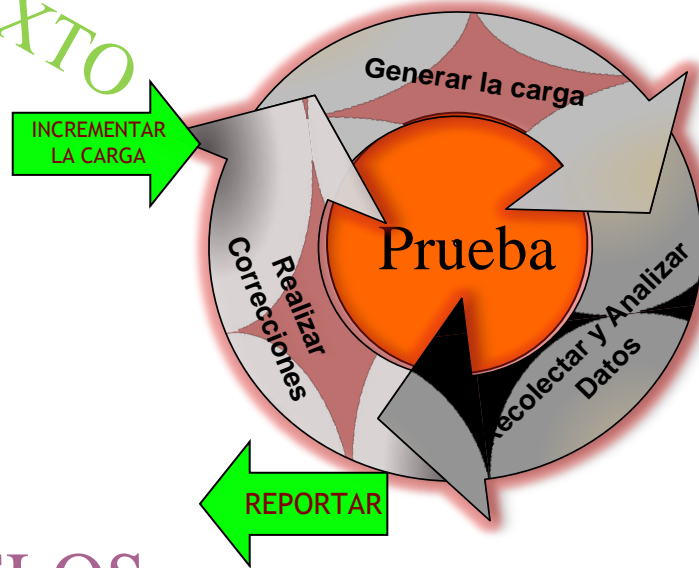 XTO
Generar la carga
INCREMENTAR
LA CARGA
Prueba
Realizar
Correcciones
Recolectar y Analizar
Datos
REPORTAR